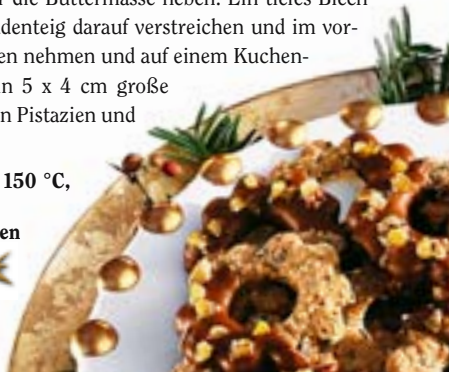 die Buttermasse heben. Ein tiefes Blech
denteig darauf verstreichen und im vor-
en nehmen und auf einem Kuchen-
n 5 x 4 cm große
n Pistazien und
150 °C,
en